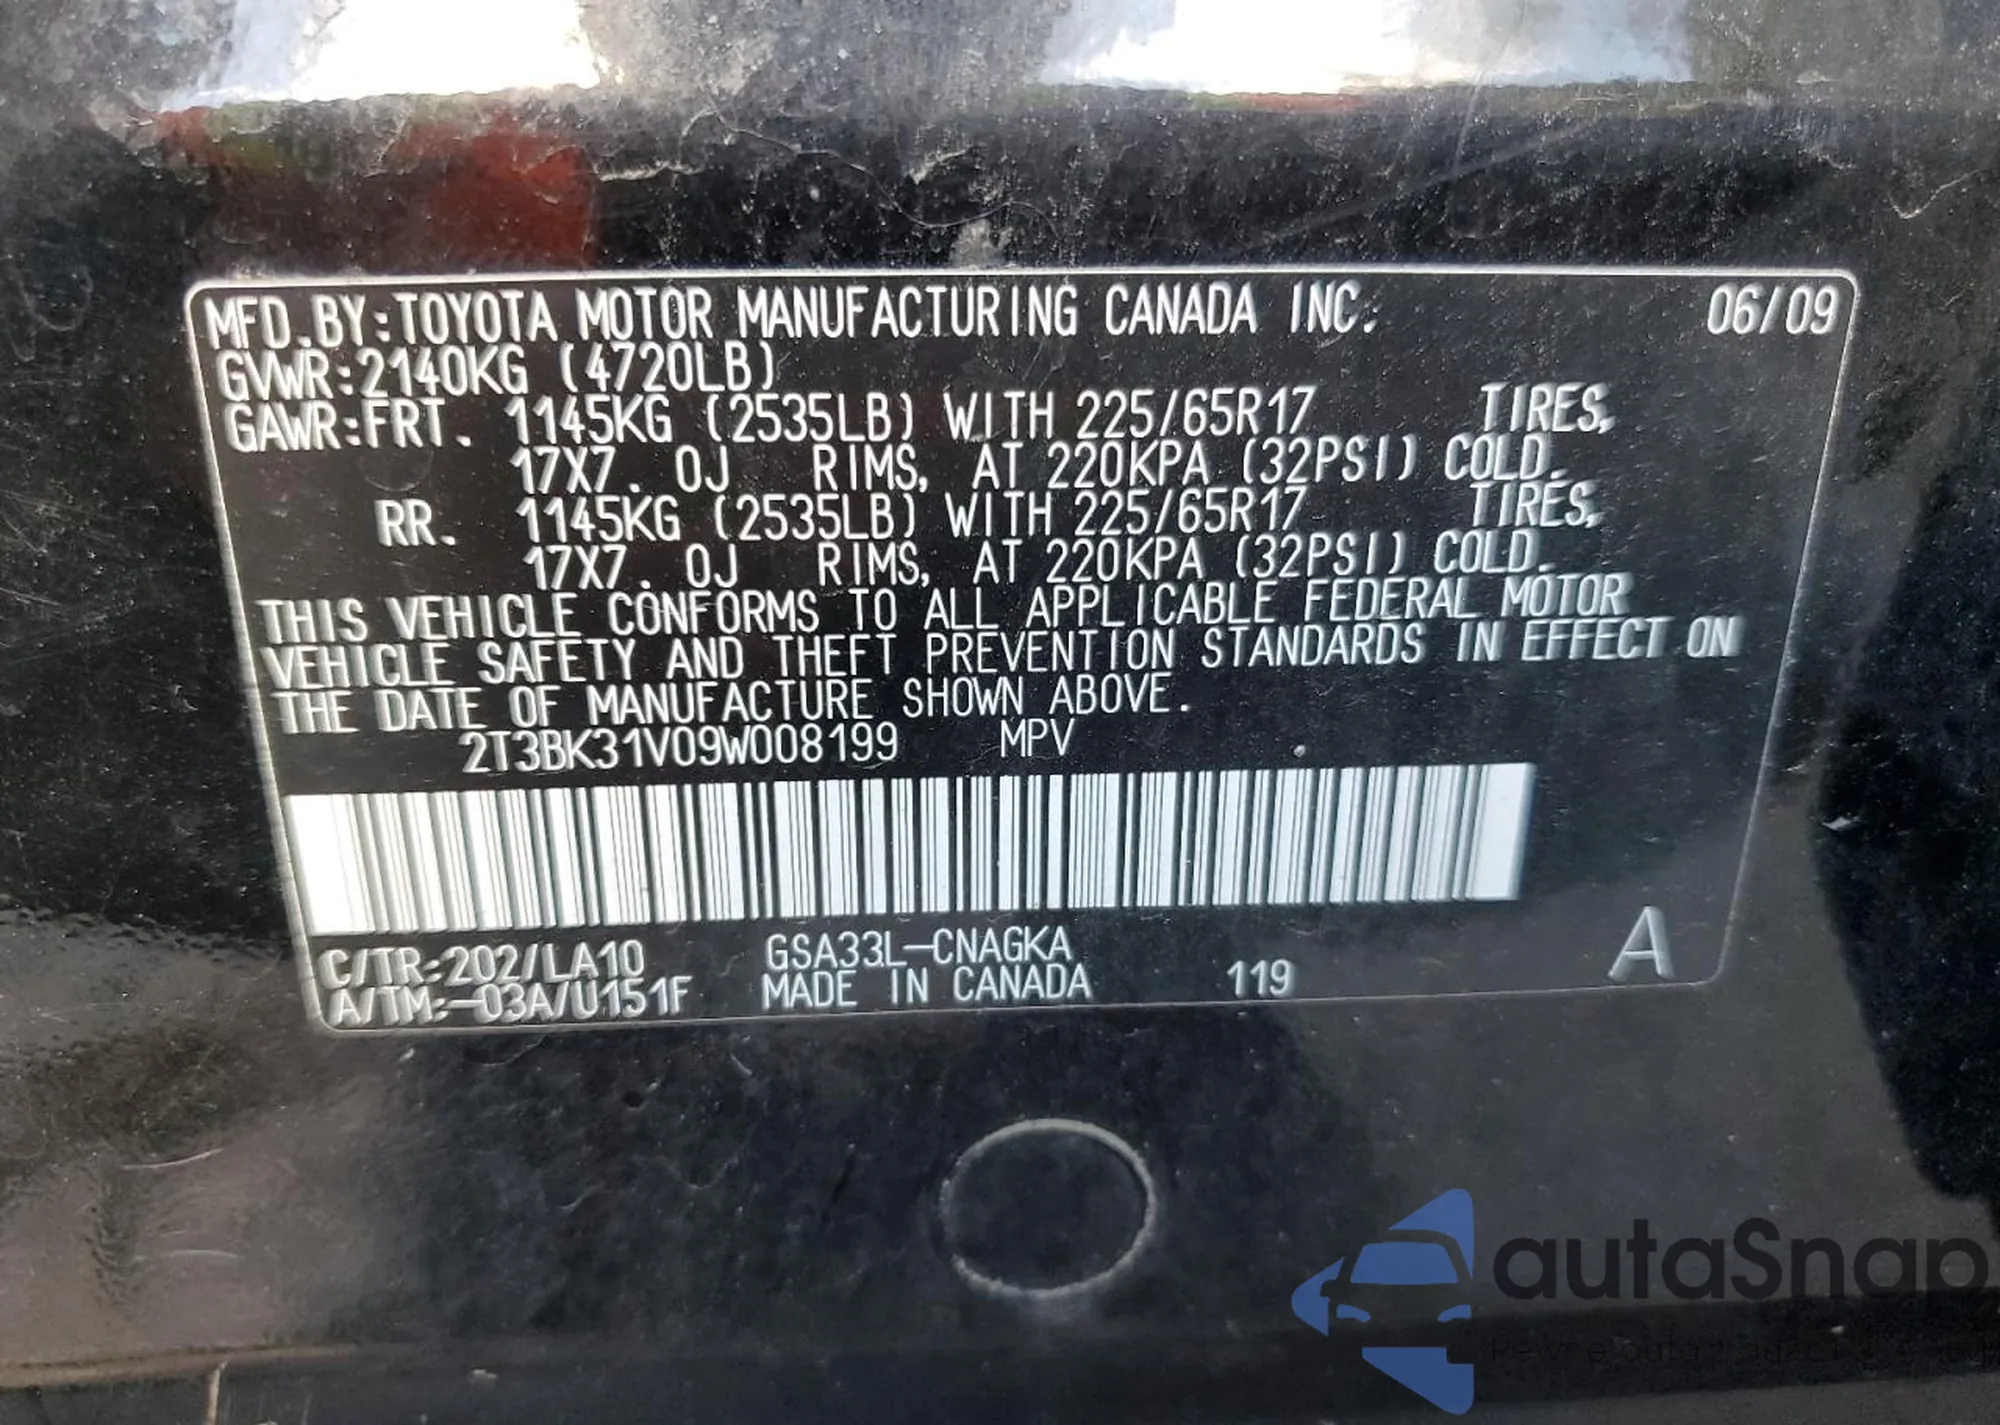 MFD.BY:TOYOTA MOTOR MANUFACTURING CANADA INC. 06/09
GVWR:2140KG (4720LB)
GAWR:FRT. 1145KG (2535LB) WITH 225/65R17 TIRES,
17X7. 0J RIMS, AT 220KPA (32PSI) COLD.
RR. 1145KG (2535LB) WITH 225/65R17 TIRES,
17X7. 0J RIMS, AT 220KPA (32PSI) COLD.
THIS VEHICLE CONFORMS TO ALL APPLICABLE FEDERAL MOTOR
VEHICLE SAFETY AND THEFT PREVENTION STANDARDS IN EFFECT ON
THE DATE OF MANUFACTURE SHOWN ABOVE.
2T3BK31V09W008199 MPV
C/TR:202/LA10 GSA33L-CNAGKA
A/TM:-03A/U151F MADE IN CANADA 119 A
autaSnap